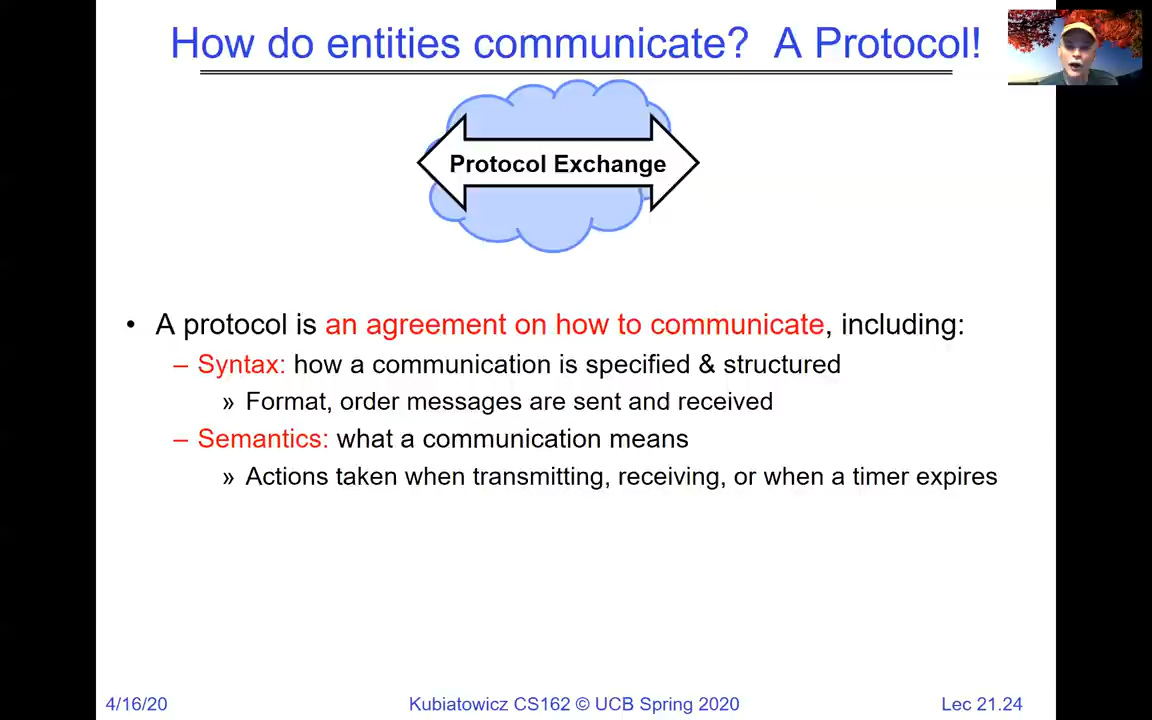 How do entities communicate? A Protocol!
Protocol Exchange
• A protocol is an agreement on how to communicate, including:
– Syntax: how a communication is specified & structured
» Format, order messages are sent and received
– Semantics: what a communication means
» Actions taken when transmitting, receiving, or when a timer expires
4/16/20
Kubiatowicz CS162 © UCB Spring 2020
Lec 21.24